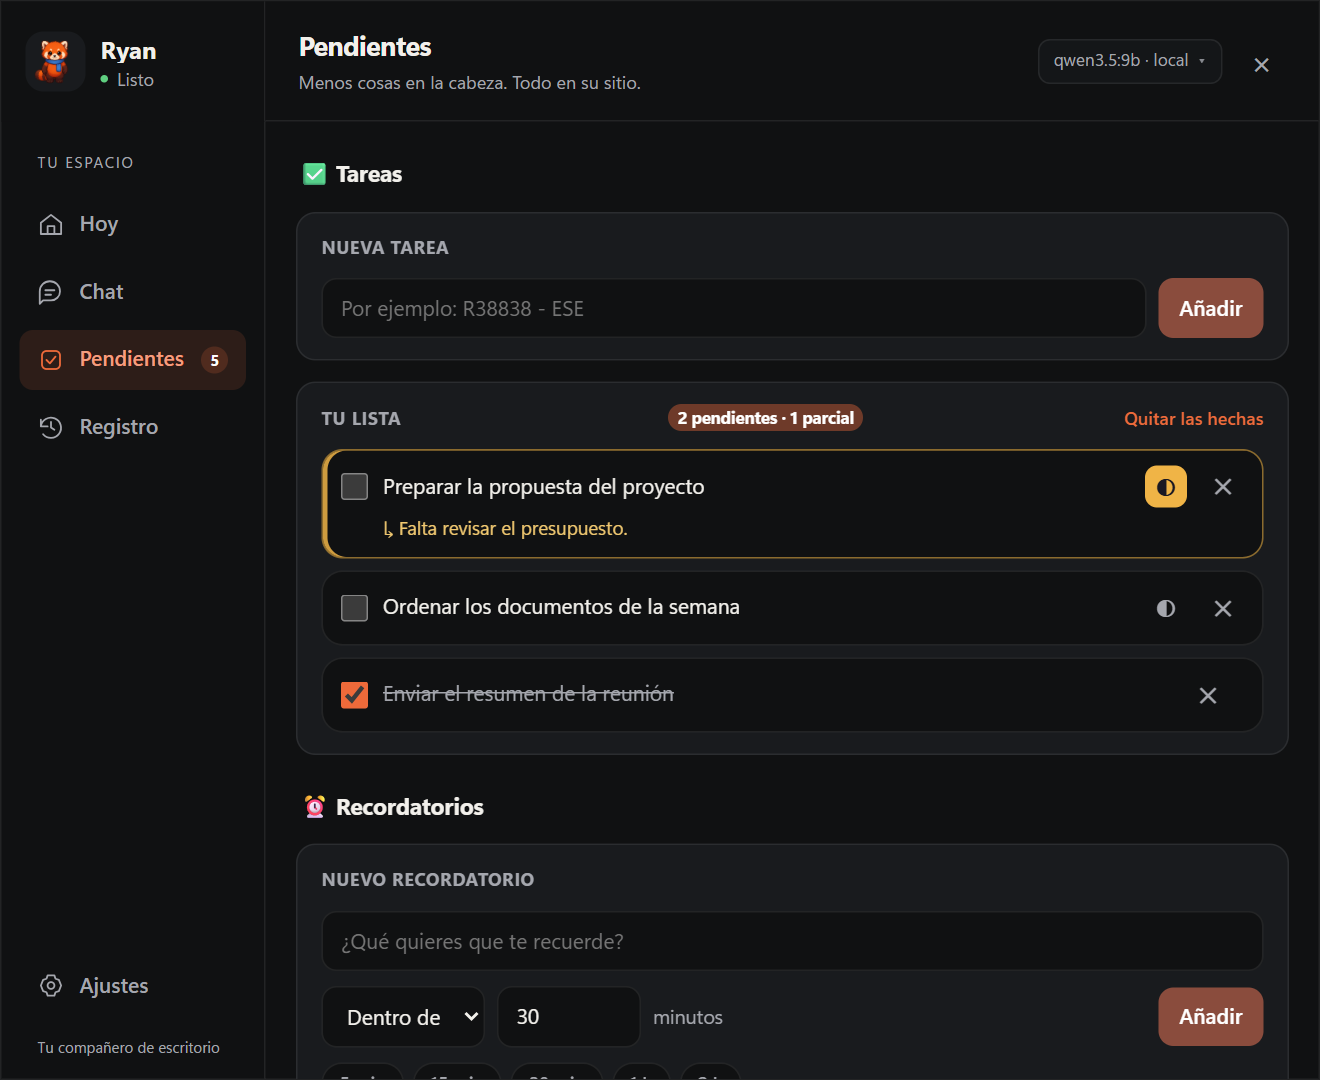 Ryan
Listo
TU ESPACIO
Hoy
Chat
Pendientes 5
Registro
Ajustes
Tu compañero de escritorio
Pendientes
Menos cosas en la cabeza. Todo en su sitio.
qwen3.5:9b · local
Tareas
NUEVA TAREA
Por ejemplo: R38838 - ESE
Añadir
TU LISTA
2 pendientes · 1 parcial
Quitar las hechas
Preparar la propuesta del proyecto
↳ Falta revisar el presupuesto.
Ordenar los documentos de la semana
Enviar el resumen de la reunión
Recordatorios
NUEVO RECORDATORIO
¿Qué quieres que te recuerde?
Dentro de 30 minutos
Añadir